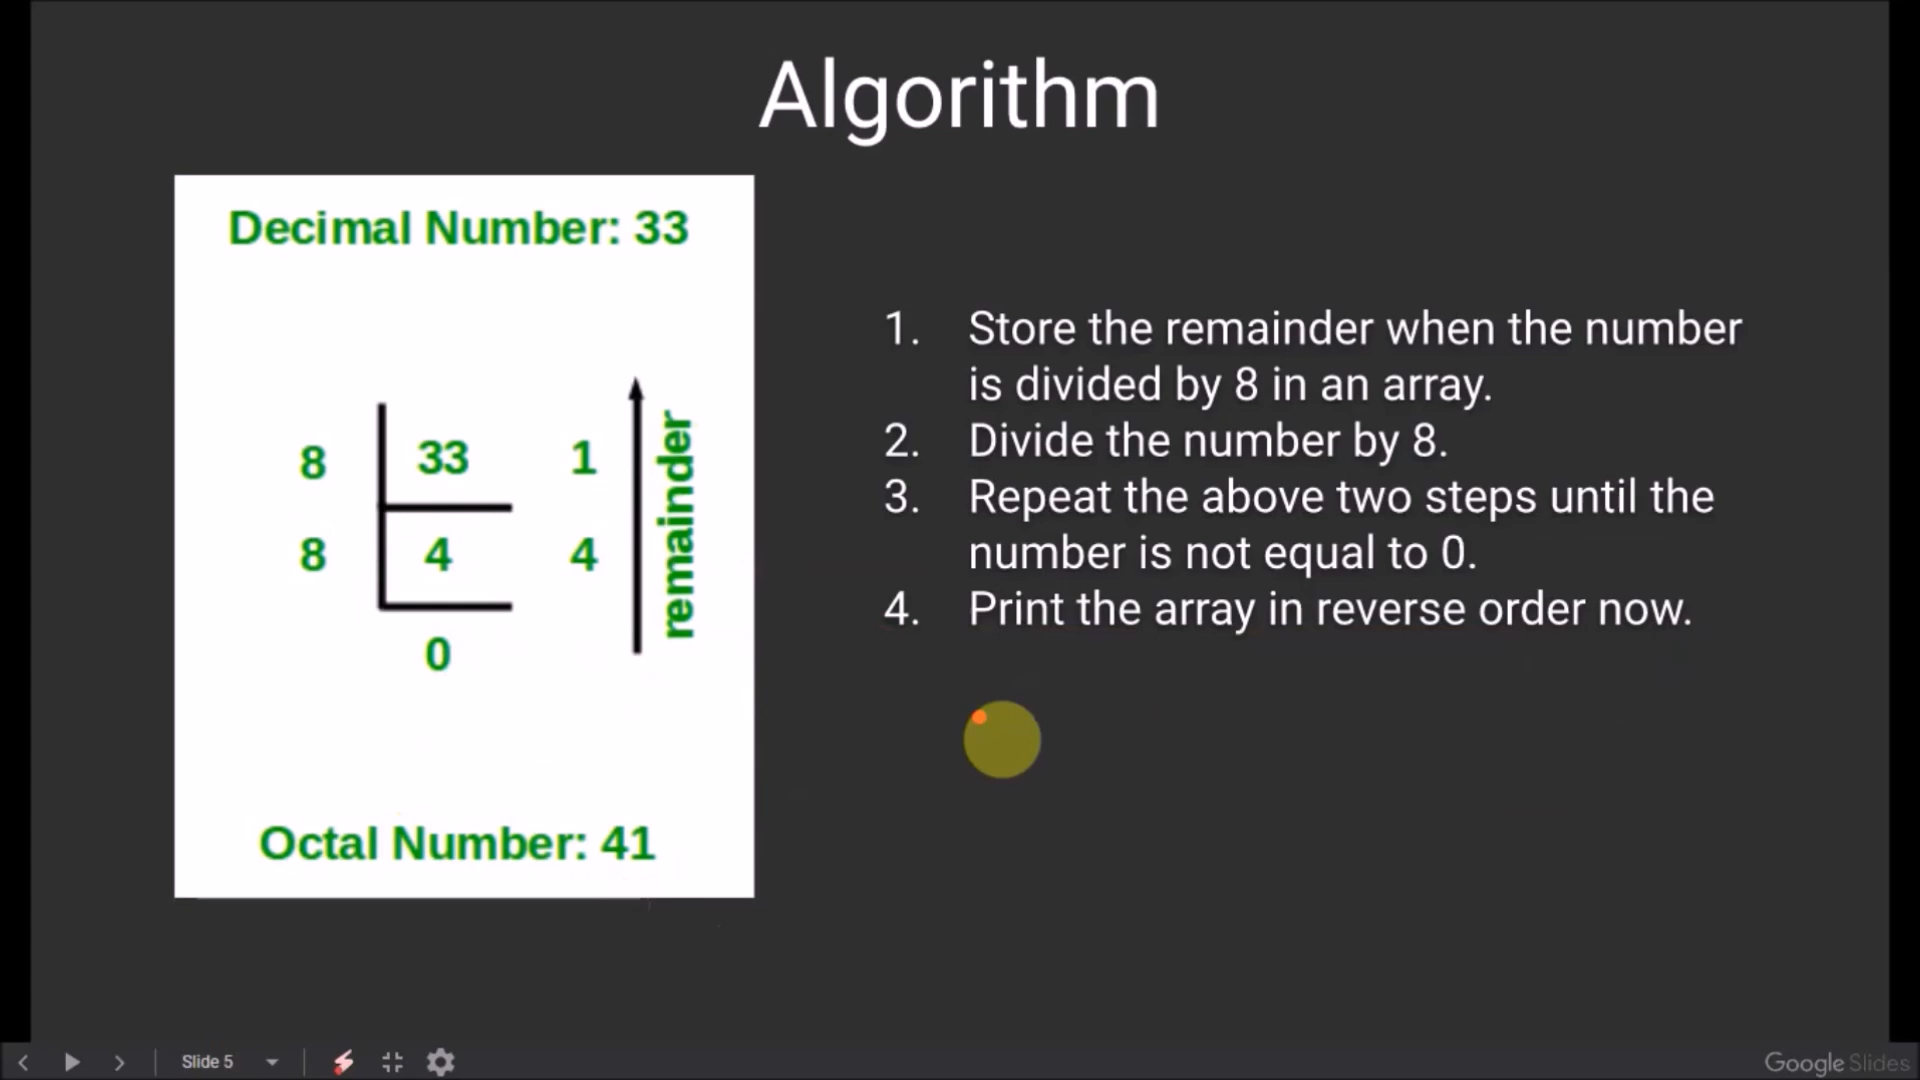 Algorithm
Decimal Number: 33
8 33 1
8 4 4
0
remainder
Octal Number: 41
1. Store the remainder when the number
is divided by 8 in an array.
2. Divide the number by 8.
3. Repeat the above two steps until the
number is not equal to 0.
4. Print the array in reverse order now.
Slide 5
Google Slides